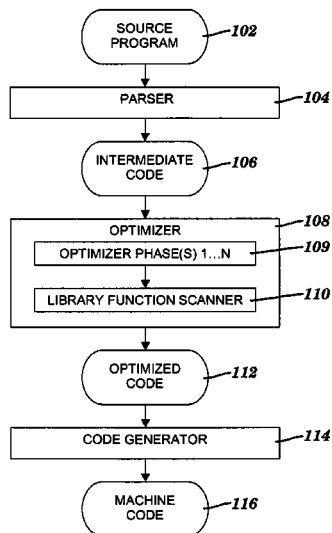 SOURCE
PROGRAM
102
PARSER
104
INTERMEDIATE
CODE
106
OPTIMIZER
108
OPTIMIZER PHASE(S) 1...N
109
LIBRARY FUNCTION SCANNER
110
OPTIMIZED
CODE
112
CODE GENERATOR
114
MACHINE
CODE
116